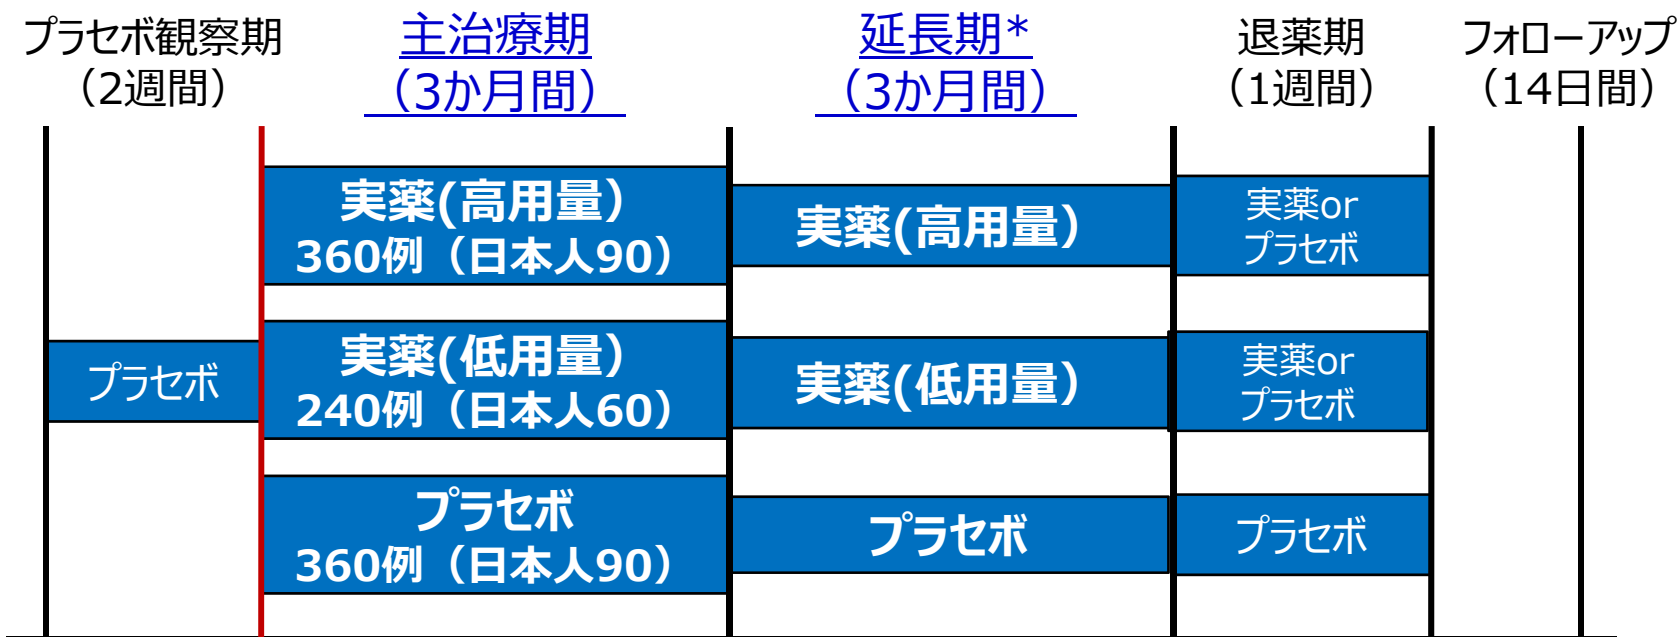 プラセボ観察期
（2週間）
主治療期
（3か月間）
延長期*
（3か月間）
退薬期
（1週間）
フォローアップ
（14日間）
実薬(高用量）
360例（日本人90）
実薬(高用量）
実薬or
プラセボ
プラセボ
実薬(低用量）
240例（日本人60）
実薬(低用量）
実薬or
プラセボ
プラセボ
360例（日本人90）
プラセボ
プラセボ